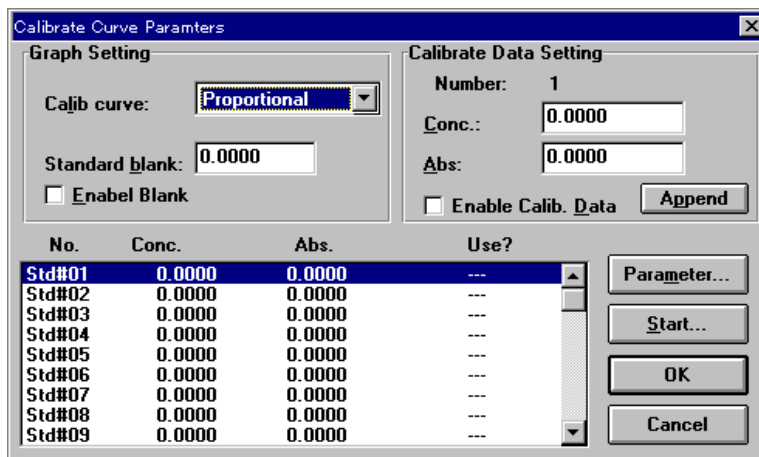 Calibrate Curve Paramters
Graph Setting
Calib curve: Proportional
Standard blank: 0.0000
Enabel Blank
Calibrate Data Setting
Number: 1
Conc.: 0.0000
Abs: 0.0000
Enable Calib. Data Append
No. Conc. Abs. Use?
Std#01 0.0000 0.0000 ---
Std#02 0.0000 0.0000 ---
Std#03 0.0000 0.0000 ---
Std#04 0.0000 0.0000 ---
Std#05 0.0000 0.0000 ---
Std#06 0.0000 0.0000 ---
Std#07 0.0000 0.0000 ---
Std#08 0.0000 0.0000 ---
Std#09 0.0000 0.0000 ---
Parameter...
Start...
OK
Cancel